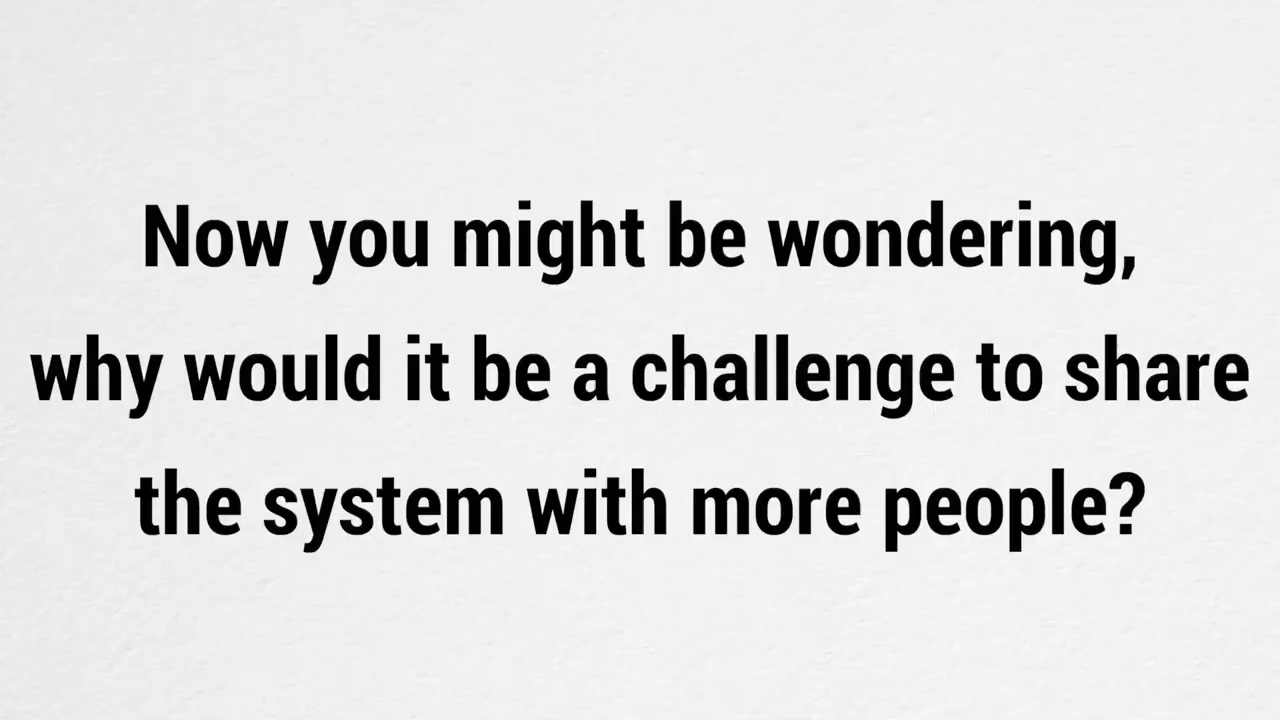 Now you might be wondering,
why would it be a challenge to share
the system with more people?